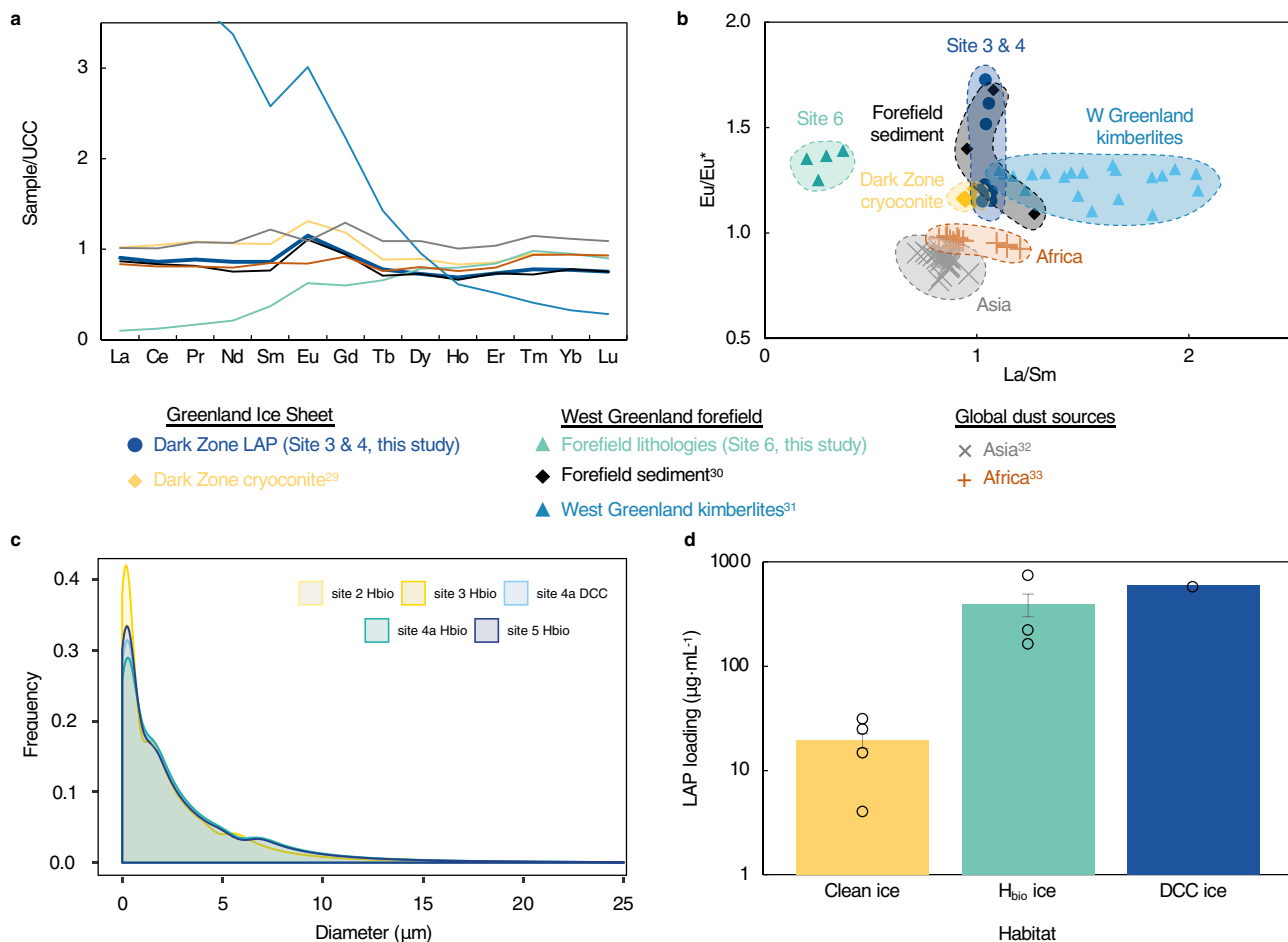 a
3
2
1
0
Sample/UCC
La Ce Pr Nd Sm Eu Gd Tb Dy Ho Er Tm Yb Lu
b
2.0
1.5
1.0
0.5
Eu/Eu*
Site 3 & 4
Site 6
Forefield
sediment
W Greenland
kimberlites
Dark Zone
cryoconite
Africa
Asia
0 1 2
La/Sm
Greenland Ice Sheet
Dark Zone LAP (Site 3 & 4, this study)
Dark Zone cryoconite²⁹
West Greenland forefield
Forefield lithologies (Site 6, this study)
Forefield sediment³⁰
West Greenland kimberlites³¹
Global dust sources
Asia³²
Africa³³
c
0.4
0.3
0.2
0.1
0.0
Frequency
site 2 Hbio site 3 Hbio site 4a DCC
site 4a Hbio site 5 Hbio
0 5 10 15 20 25
Diameter (µm)
d
1000
100
10
1
LAP loading (µg·mL⁻¹)
Clean ice H_bio ice DCC ice
Habitat